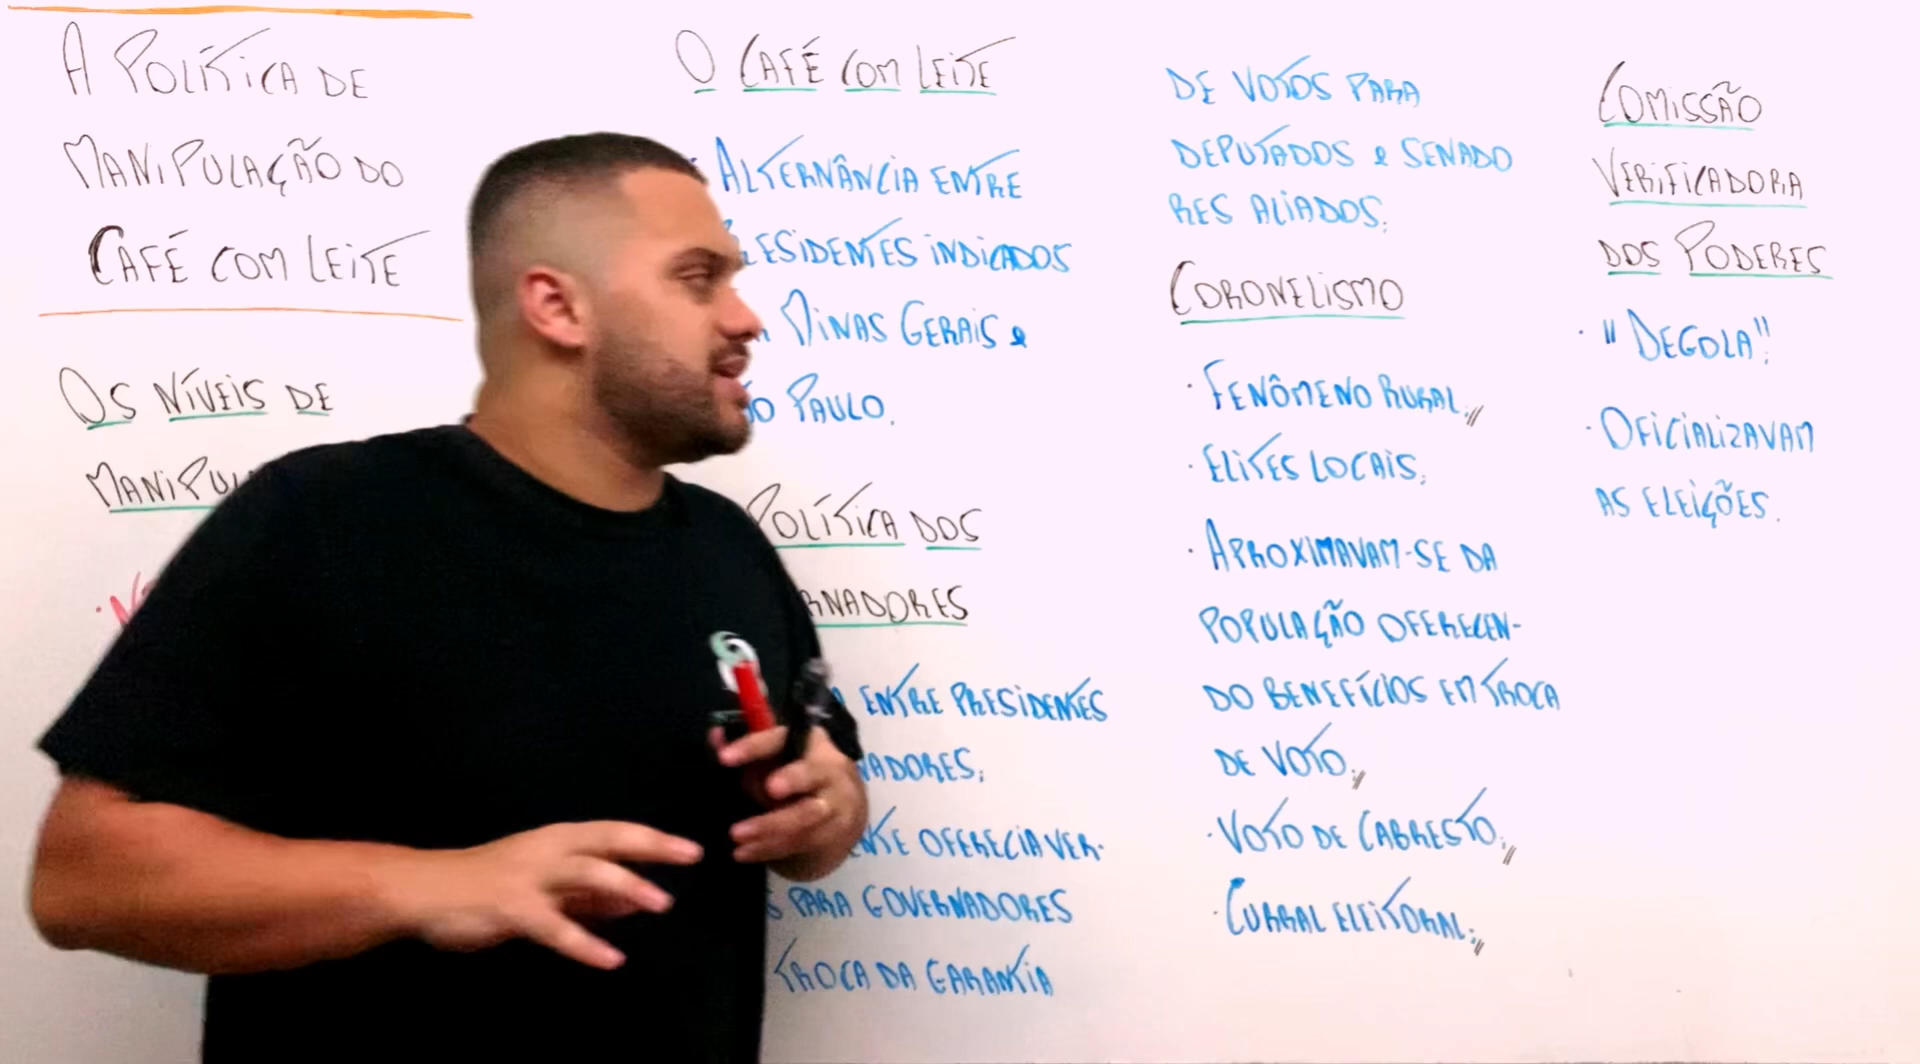 A POLÍTICA DE
MANIPULAÇÃO DO
CAFÉ COM LEITE
OS NÍVEIS DE
O CAFÉ COM LEITE
ALTERNÂNCIA ENTRE
INDICADOS
MINAS GERAIS e
PAULO.
POLÍTICA DOS
ENTRE PRESIDENTES
OFERECIA VER-
PARA GOVERNADORES
TROCA DA GARANTIA
DE VOTOS PARA
DEPUTADOS e SENADO
RES ALIADOS.
CORONELISMO
· FENÔMENO RURAL;
· ELITES LOCAIS;
· APROXIMAVAM-SE DA
POPULAÇÃO OFERECEN-
DO BENEFÍCIOS EM TROCA
DE VOTO;
· VOTO DE CABRESTO;
· CURRAL ELEITORAL;
COMISSÃO
VERIFICADORA
DOS PODERES
· "DEGOLA";
· OFICIALIZAVAM
AS ELEIÇÕES.